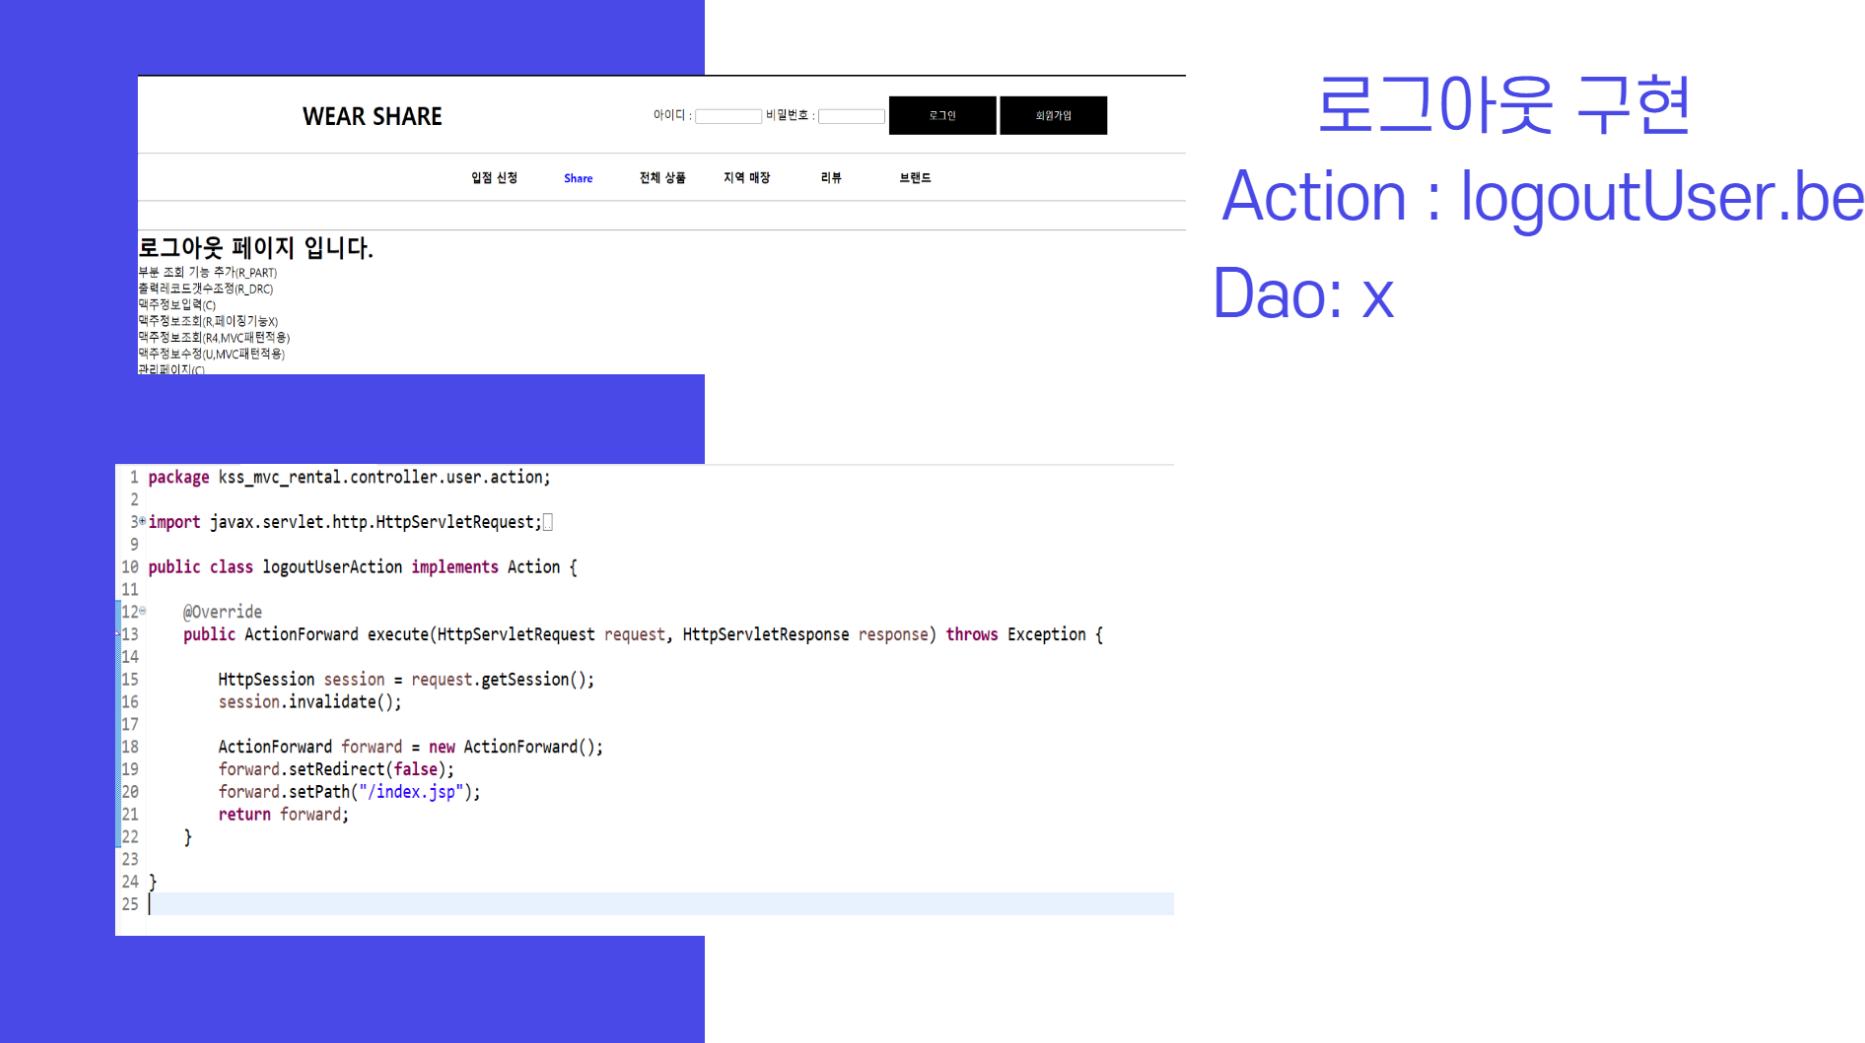 WEAR SHARE
아이디 : 비밀번호 : 로그인 회원가입
입점 신청 Share 전체 상품 지역 매장 리뷰 브랜드
로그아웃 페이지 입니다.
부분 조회 기능 추가(R_PART)
출력레코드갯수조정(R_DRC)
맥주정보입력(C)
맥주정보조회(R,페이징기능X)
맥주정보조회(R4,MVC패턴적용)
맥주정보수정(U,MVC패턴적용)
관리페이지(C)
로그아웃 구현
Action : logoutUser.be
Dao: x
1 package kss_mvc_rental.controller.user.action;
2
3 import javax.servlet.http.HttpServletRequest;
9
10 public class logoutUserAction implements Action {
11
12 @Override
13 public ActionForward execute(HttpServletRequest request, HttpServletResponse response) throws Exception {
14
15 HttpSession session = request.getSession();
16 session.invalidate();
17
18 ActionForward forward = new ActionForward();
19 forward.setRedirect(false);
20 forward.setPath("/index.jsp");
21 return forward;
22 }
23
24 }
25